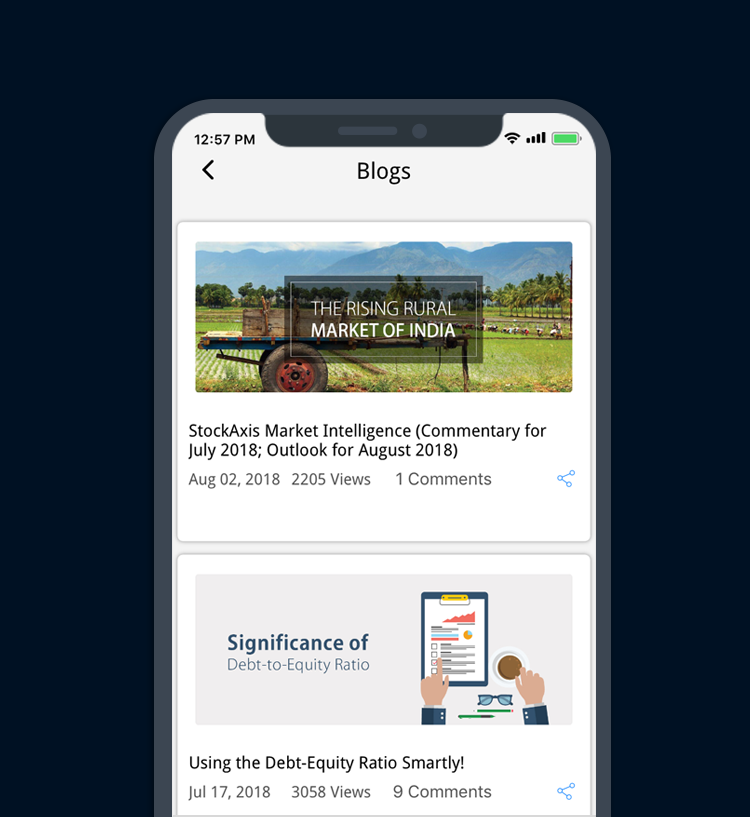 12:57 PM
Blogs
THE RISING RURAL
MARKET OF INDIA
StockAxis Market Intelligence (Commentary for
July 2018; Outlook for August 2018)
Aug 02, 2018 2205 Views 1 Comments
Significance of
Debt-to-Equity Ratio
Using the Debt-Equity Ratio Smartly!
Jul 17, 2018 3058 Views 9 Comments